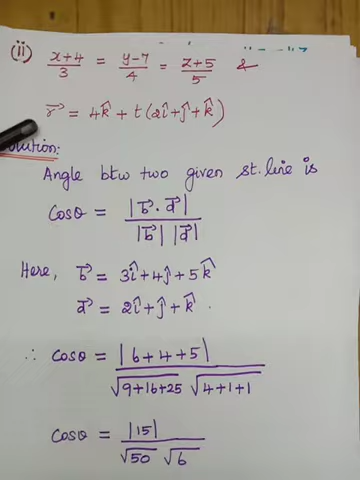 (ii) x+4/3 = y-7/4 = z+5/5 &
r⃗ = 4k̂ + t(2î+ĵ+k̂)
Solution:
Angle btw two given st. line is
Cosθ = |b⃗ . d⃗| / |b⃗| |d⃗|
Here, b⃗ = 3î+4ĵ+5k̂
d⃗ = 2î+ĵ+k̂.
∴ Cosθ = |6+4+5| / √9+16+25 √4+1+1
Cosθ = |15| / √50 √6